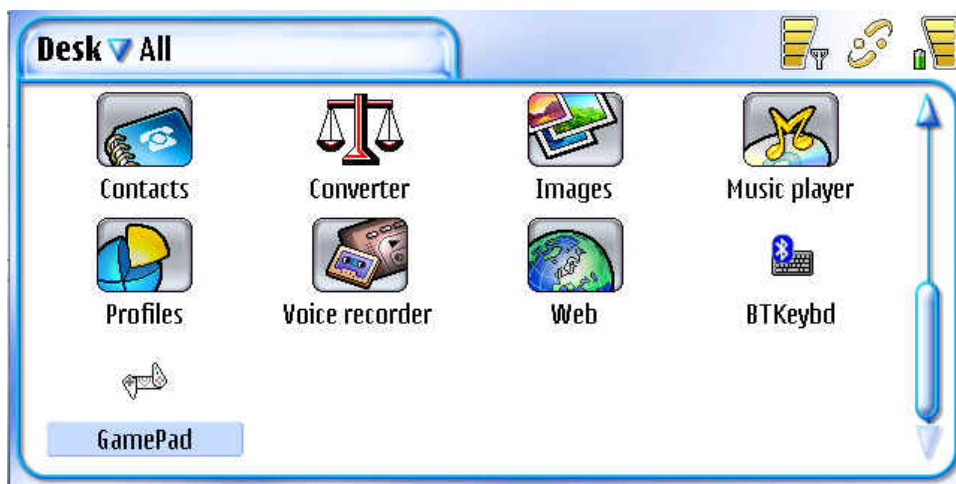 Desk All
Contacts Converter Images Music player
Profiles Voice recorder Web BTKeybd
GamePad